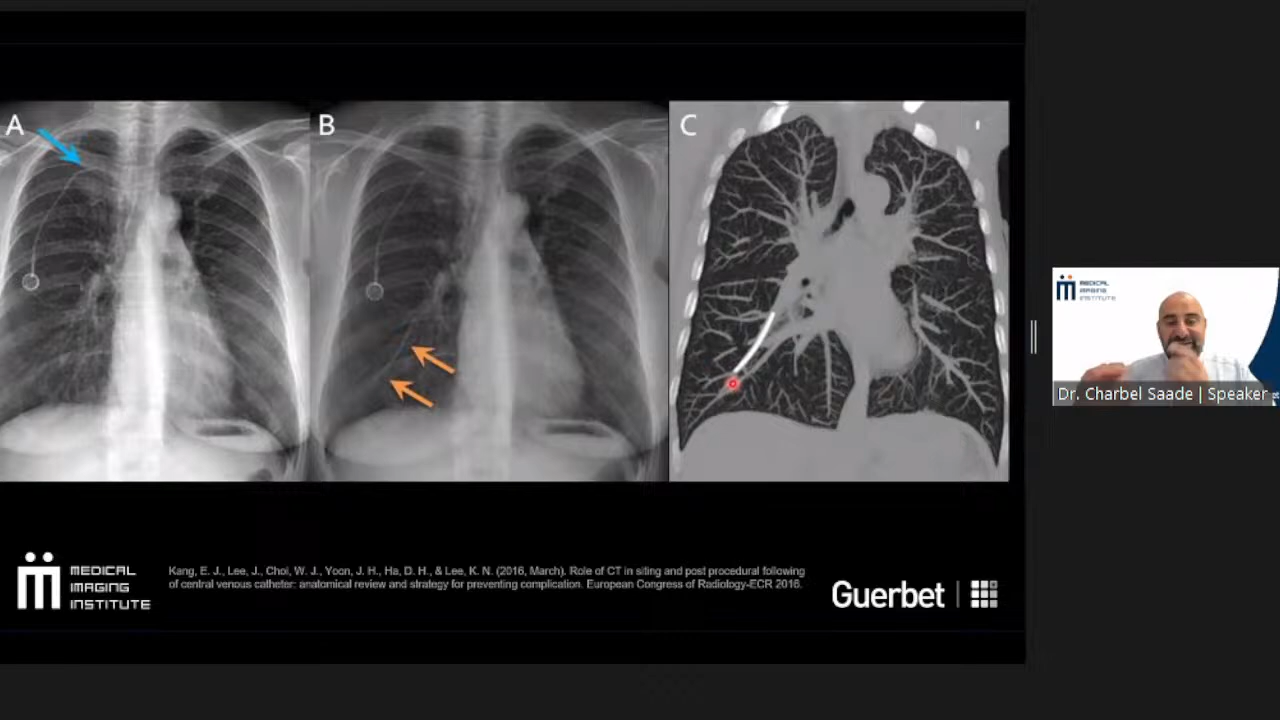 A
B
C
MEDICAL
IMAGING
INSTITUTE
Dr. Charbel Saade | Speaker
MEDICAL
IMAGING
INSTITUTE
Kang, E. J., Lee, J., Choi, W. J., Yoon, J. H., Ha, D. H., & Lee, K. N. (2016, March). Role of CT in siting and post procedural following
of central venous catheter: anatomical review and strategy for preventing complication. European Congress of Radiology-ECR 2016.
Guerbet